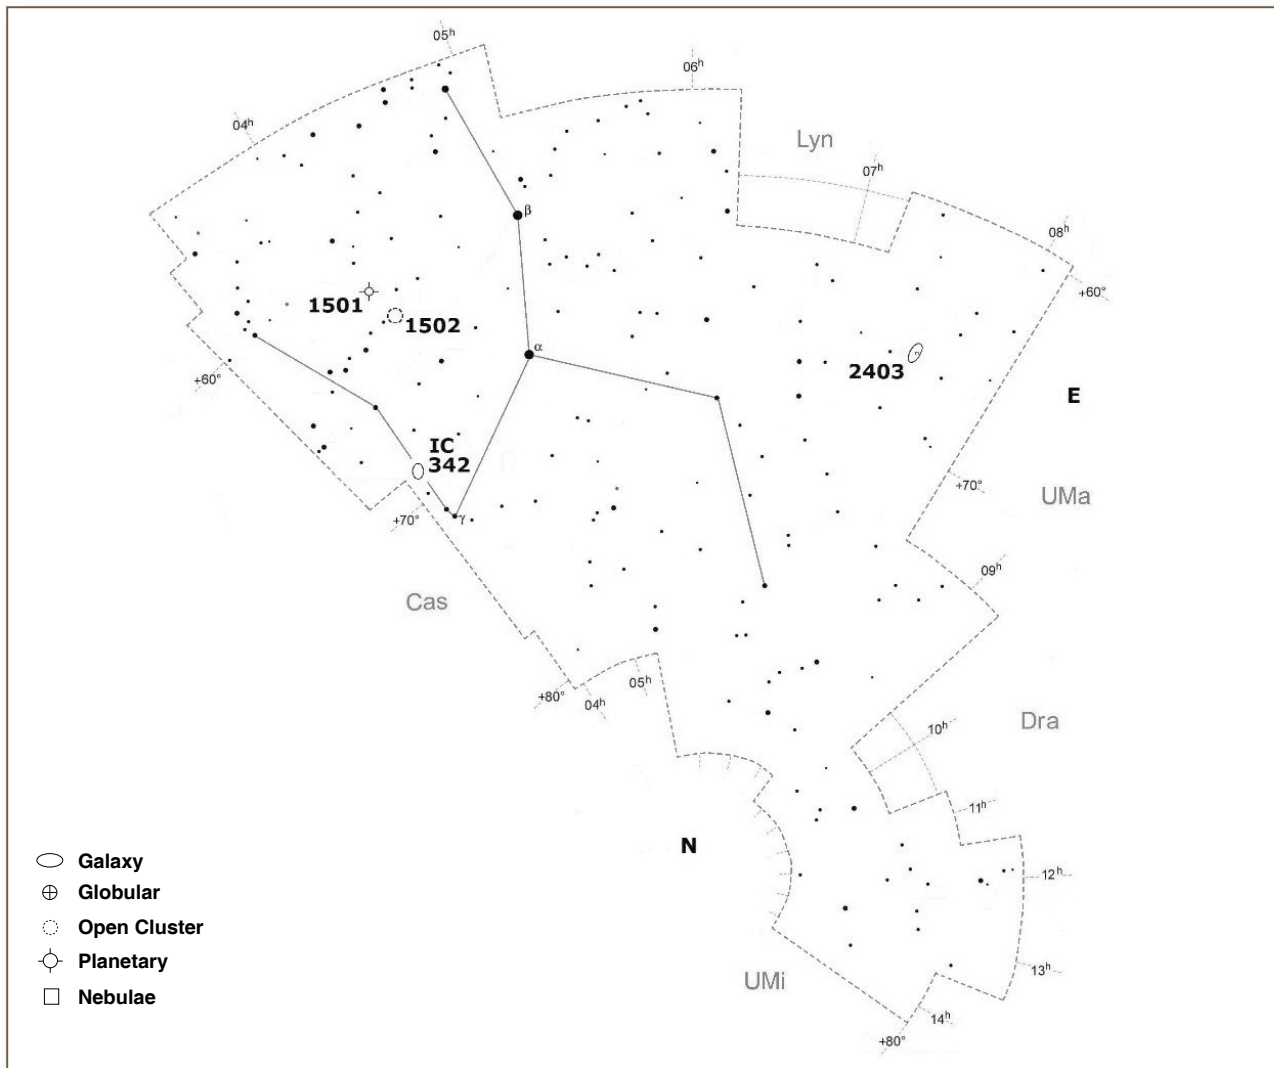 05ʰ
06ʰ
04ʰ
Lyn
07ʰ
β
08ʰ
+60°
1501
1502
α
2403
+60°
E
IC
342
+70°
UMa
+70°
γ
09ʰ
Cas
05ʰ
+80°
04ʰ
Dra
10ʰ
11ʰ
N
12ʰ
Galaxy
Globular
Open Cluster
Planetary
13ʰ
UMi
Nebulae
14ʰ
+80°